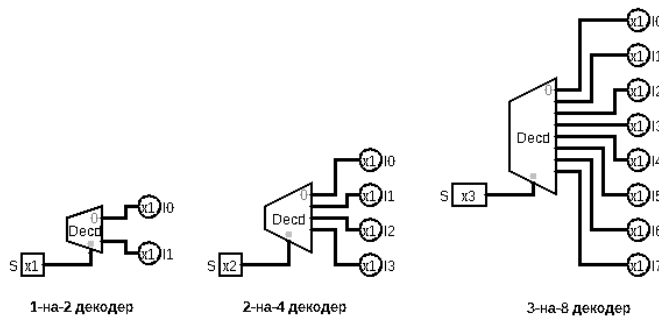 I0
I1
I2
I3
I4
I5
I6
I7
x1
x1
x1
x1
x1
x1
x1
x1
0
Decd
S x3
x1 I0
x1 I1
x1 I2
x1 I3
0
Decd
S x2
x1 I0
x1 I1
0
Decd
S x1
1-на-2 декодер
2-на-4 декодер
3-на-8 декодер